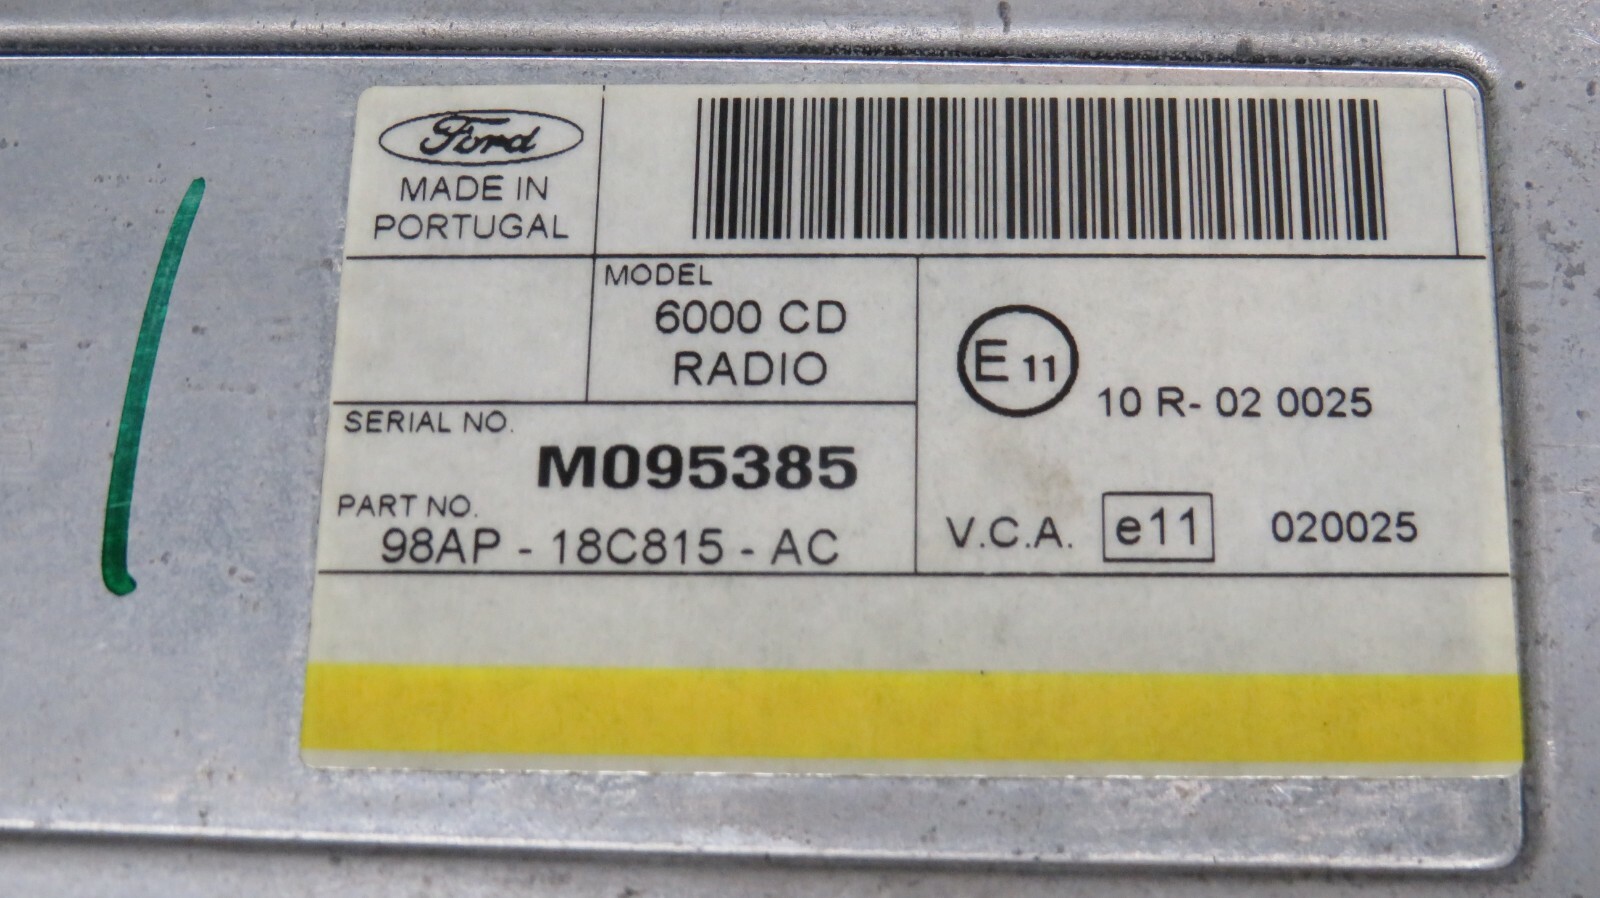 Ford
MADE IN
PORTUGAL
MODEL
6000 CD
RADIO
SERIAL NO.
M095385
PART NO.
98AP - 18C815 - AC
E 11
10 R- 02 0025
V.C.A. e11 020025